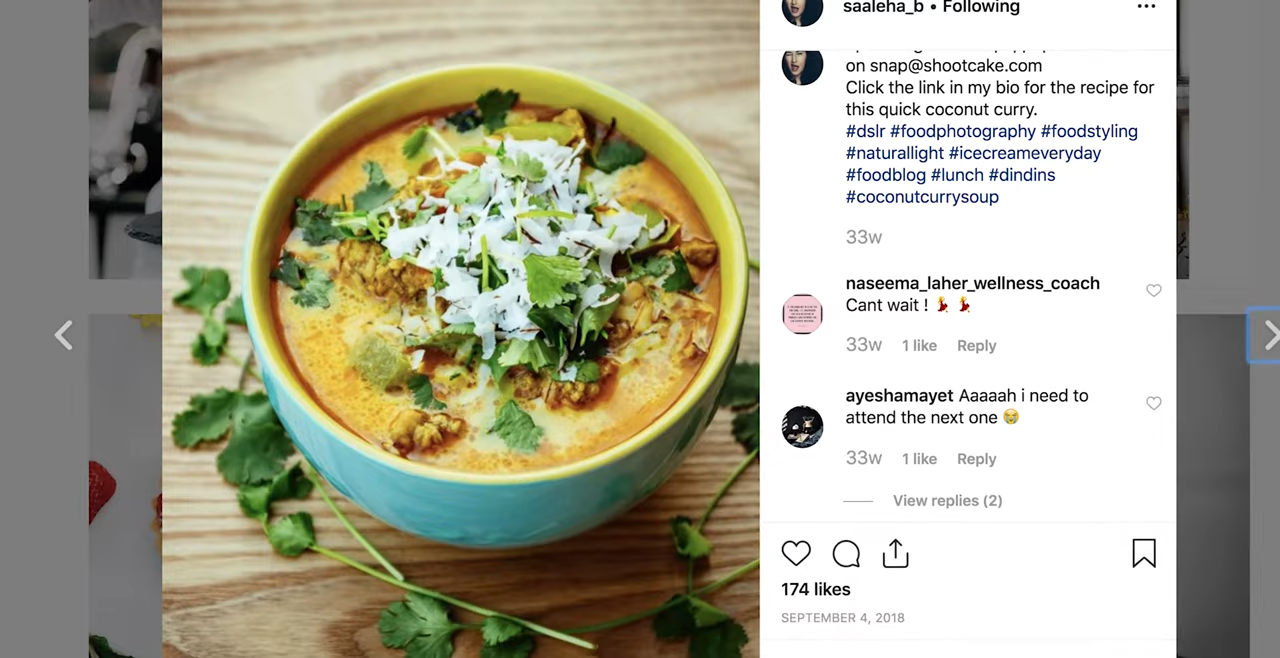 saaleha_b • Following
on snap@shootcake.com
Click the link in my bio for the recipe for
this quick coconut curry.
#dslr #foodphotography #foodstyling
#naturallight #icecreameveryday
#foodblog #lunch #dindins
#coconutcurrysoup
33w
naseema_laher_wellness_coach
Cant wait ! 💃 💃
33w 1 like Reply
ayeshamayet Aaaaah i need to
attend the next one 😭
33w 1 like Reply
View replies (2)
174 likes
SEPTEMBER 4, 2018